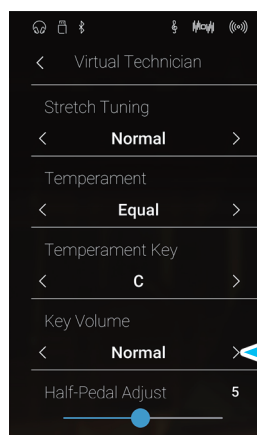 < Virtual Technician
Stretch Tuning
< Normal >
Temperament
< Equal >
Temperament Key
< C >
Key Volume
< Normal >
Half-Pedal Adjust 5